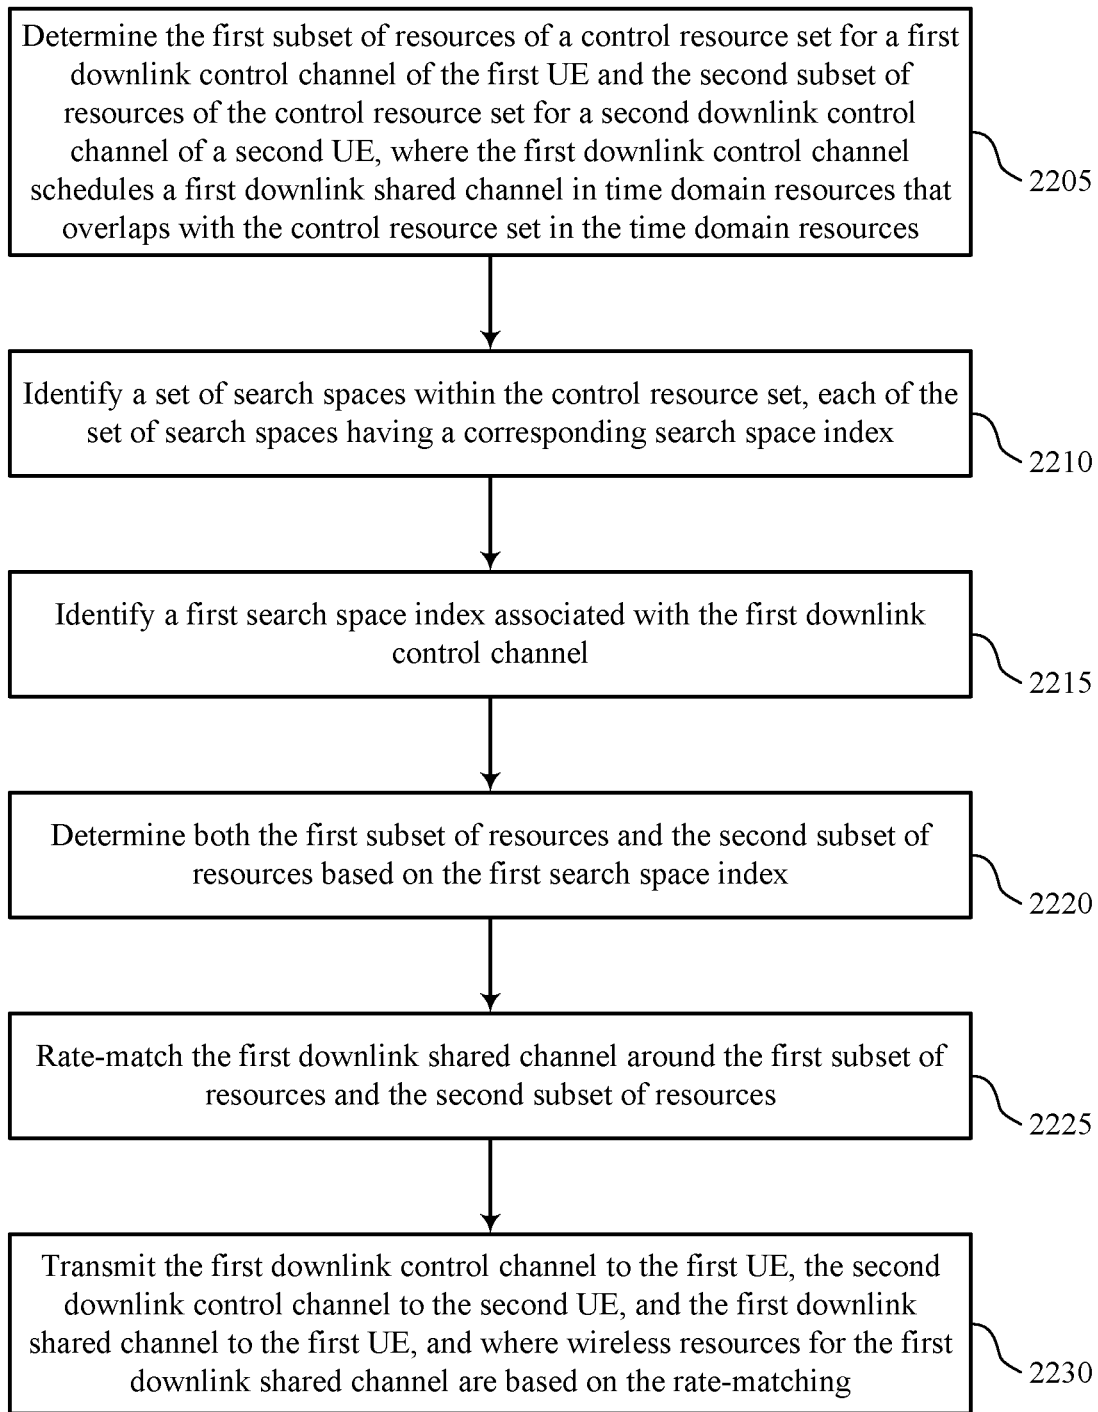 Determine the first subset of resources of a control resource set for a first
downlink control channel of the first UE and the second subset of
resources of the control resource set for a second downlink control
channel of a second UE, where the first downlink control channel
schedules a first downlink shared channel in time domain resources that
overlaps with the control resource set in the time domain resources
2205
Identify a set of search spaces within the control resource set, each of the
set of search spaces having a corresponding search space index
2210
Identify a first search space index associated with the first downlink
control channel
2215
Determine both the first subset of resources and the second subset of
resources based on the first search space index
2220
Rate-match the first downlink shared channel around the first subset of
resources and the second subset of resources
2225
Transmit the first downlink control channel to the first UE, the second
downlink control channel to the second UE, and the first downlink
shared channel to the first UE, and where wireless resources for the first
downlink shared channel are based on the rate-matching
2230